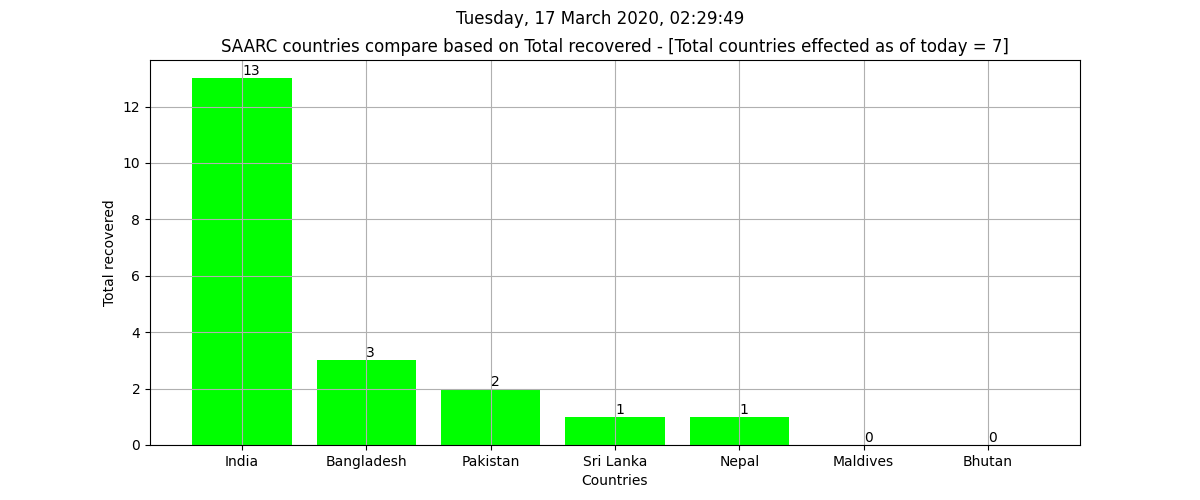 Tuesday, 17 March 2020, 02:29:49
SAARC countries compare based on Total recovered - [Total countries effected as of today = 7]
13
12
10
8
Total recovered
6
4
3
2
2
1
1
0
0
0
India Bangladesh Pakistan Sri Lanka Nepal Maldives Bhutan
Countries